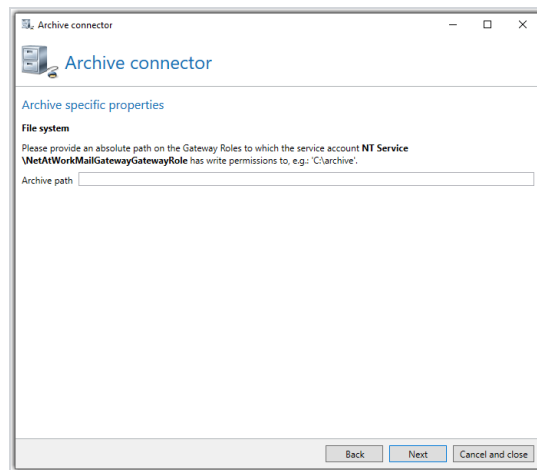 Archive connector
Archive connector
Archive specific properties
File system
Please provide an absolute path on the Gateway Roles to which the service account NT Service
\NetAtWorkMailGatewayGatewayRole has write permissions to, e.g.: 'C:\archive'.
Archive path
Back Next Cancel and close